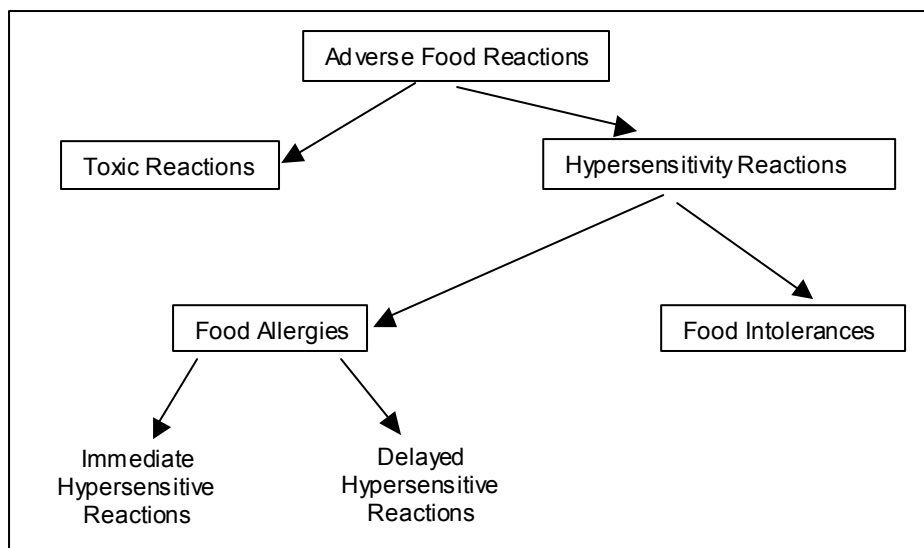 Adverse Food Reactions
Toxic Reactions
Hypersensitivity Reactions
Food Allergies
Food Intolerances
Immediate
Hypersensitive
Reactions
Delayed
Hypersensitive
Reactions